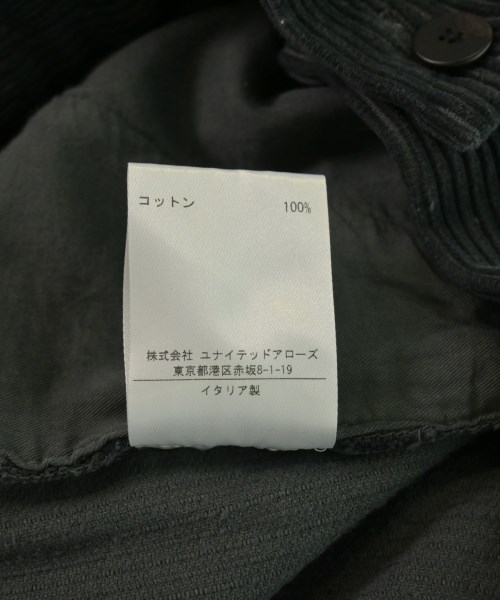 コットン 100%
株式会社 ユナイテッドアローズ
東京都港区赤坂8-1-19
イタリア製